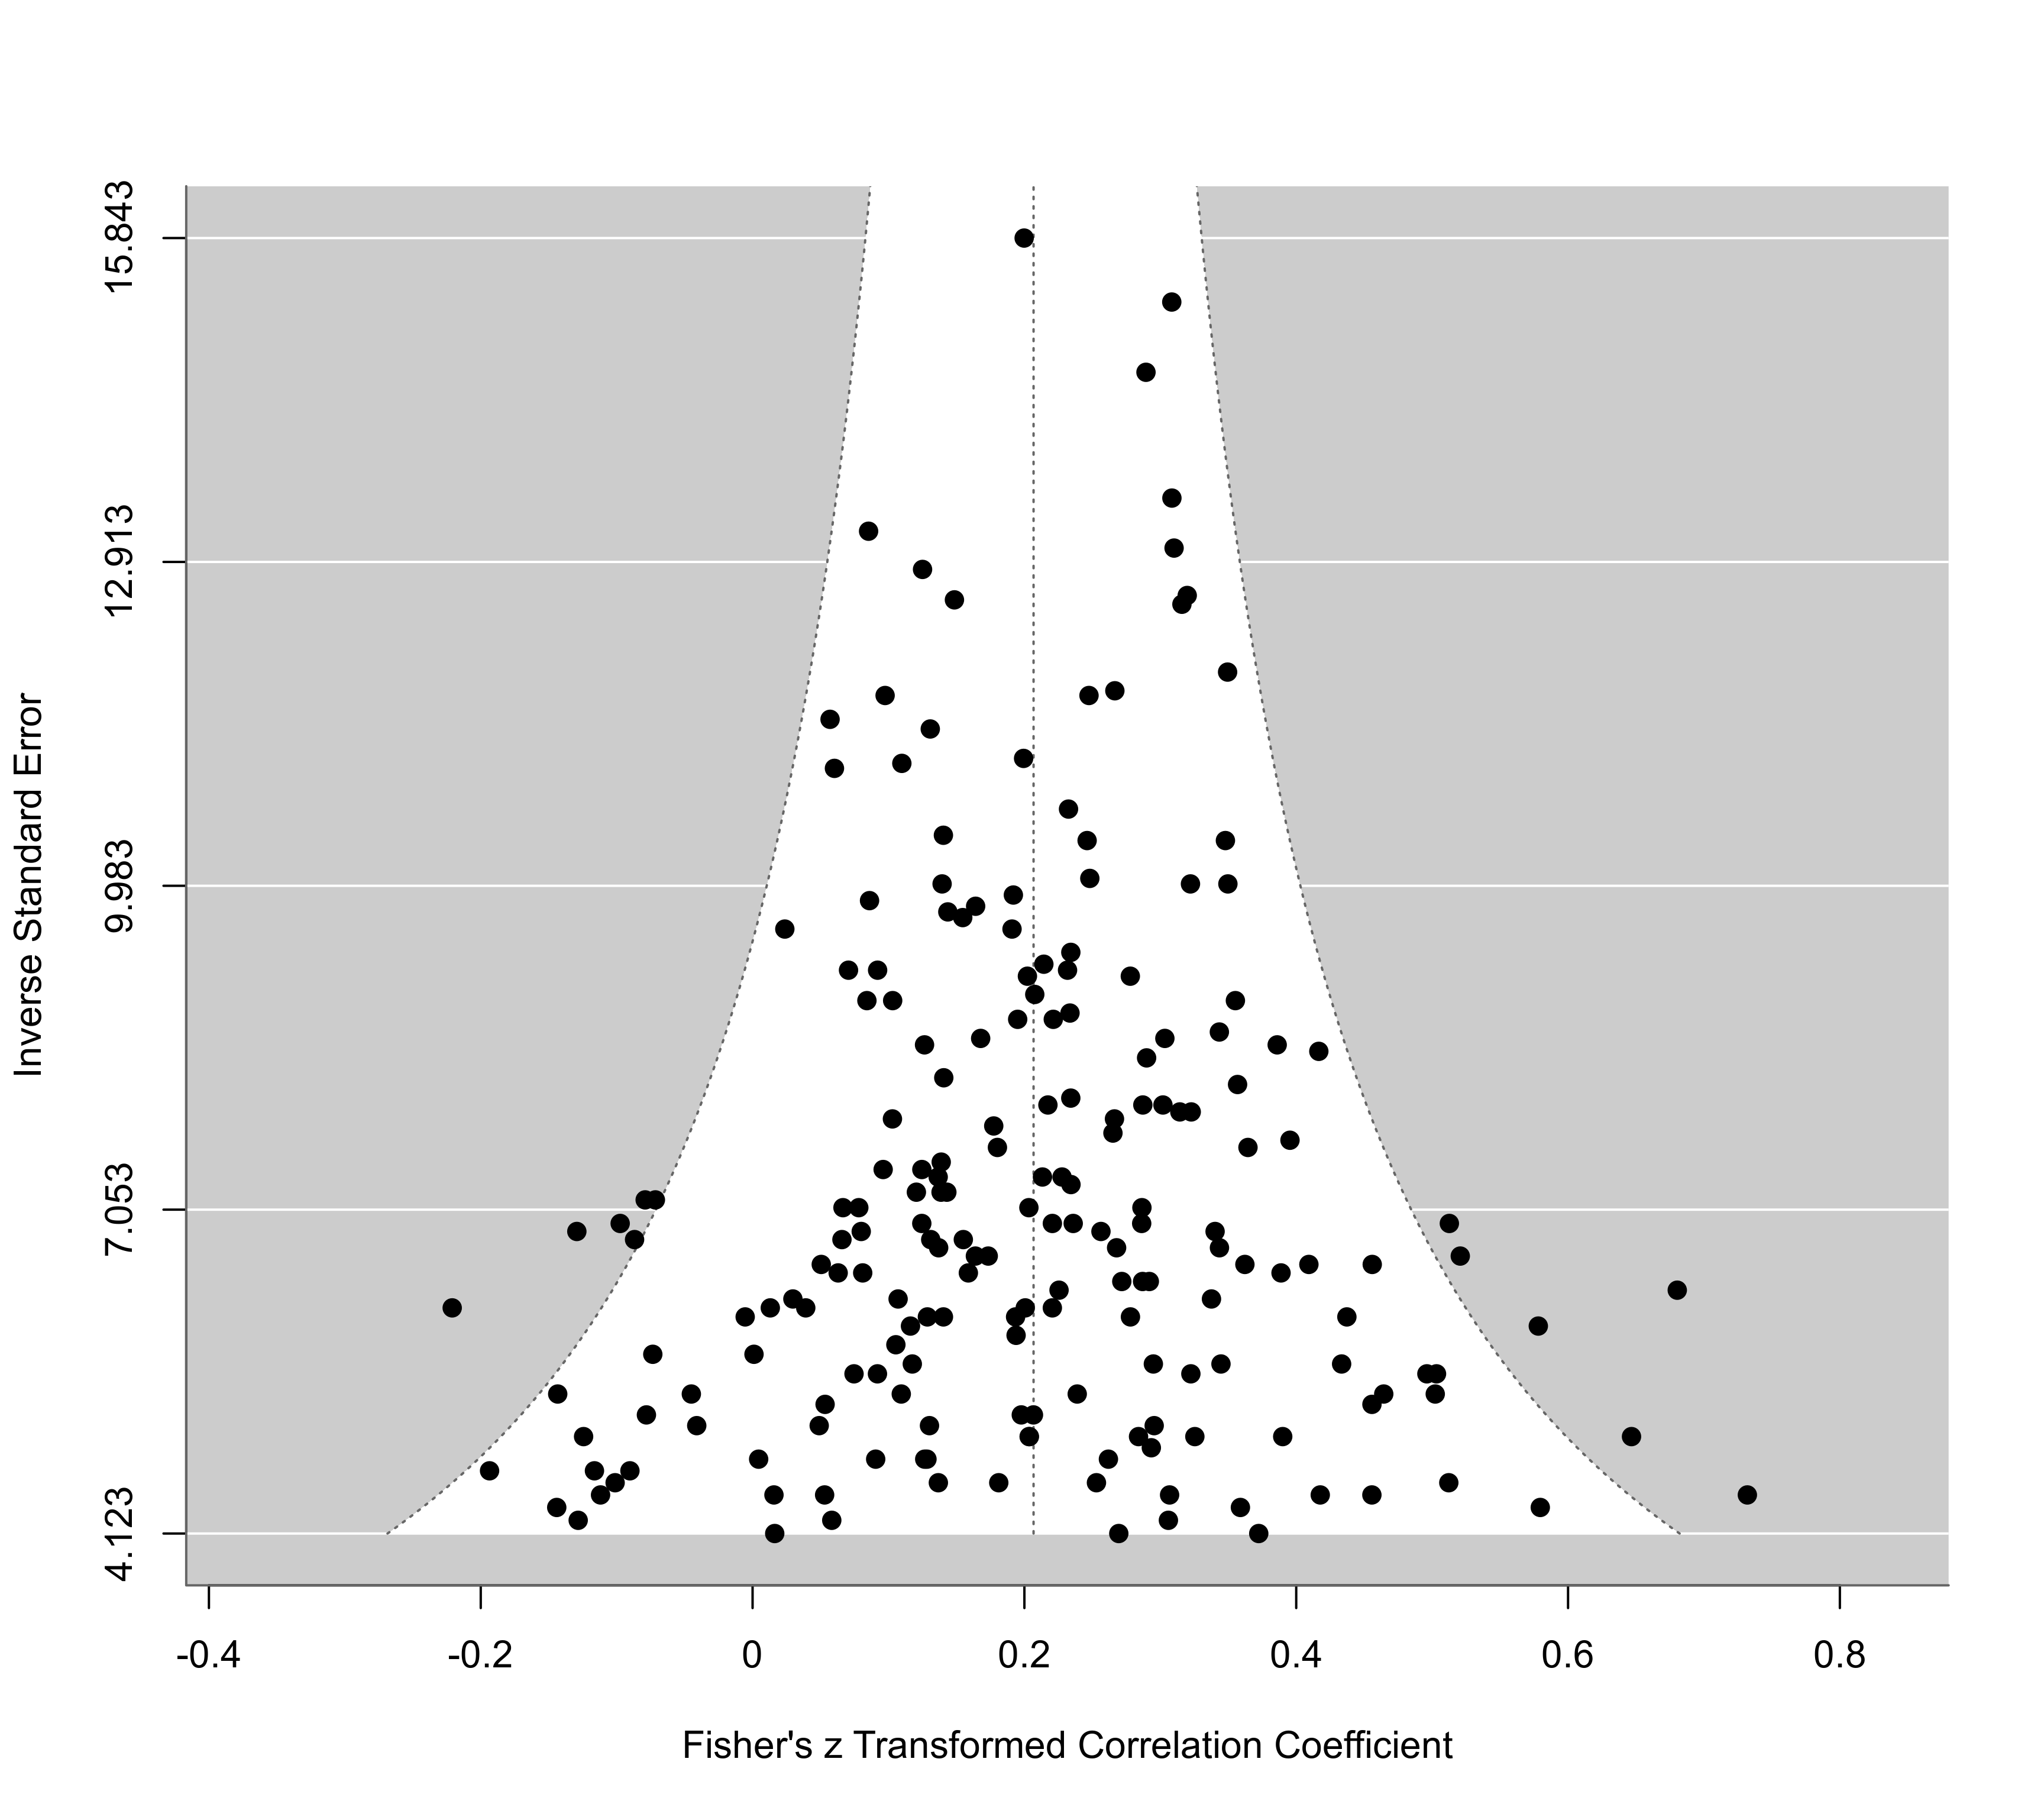 Inverse Standard Error
15.843
12.913
9.983
7.053
4.123
-0.4 -0.2 0 0.2 0.4 0.6 0.8
Fisher's z Transformed Correlation Coefficient